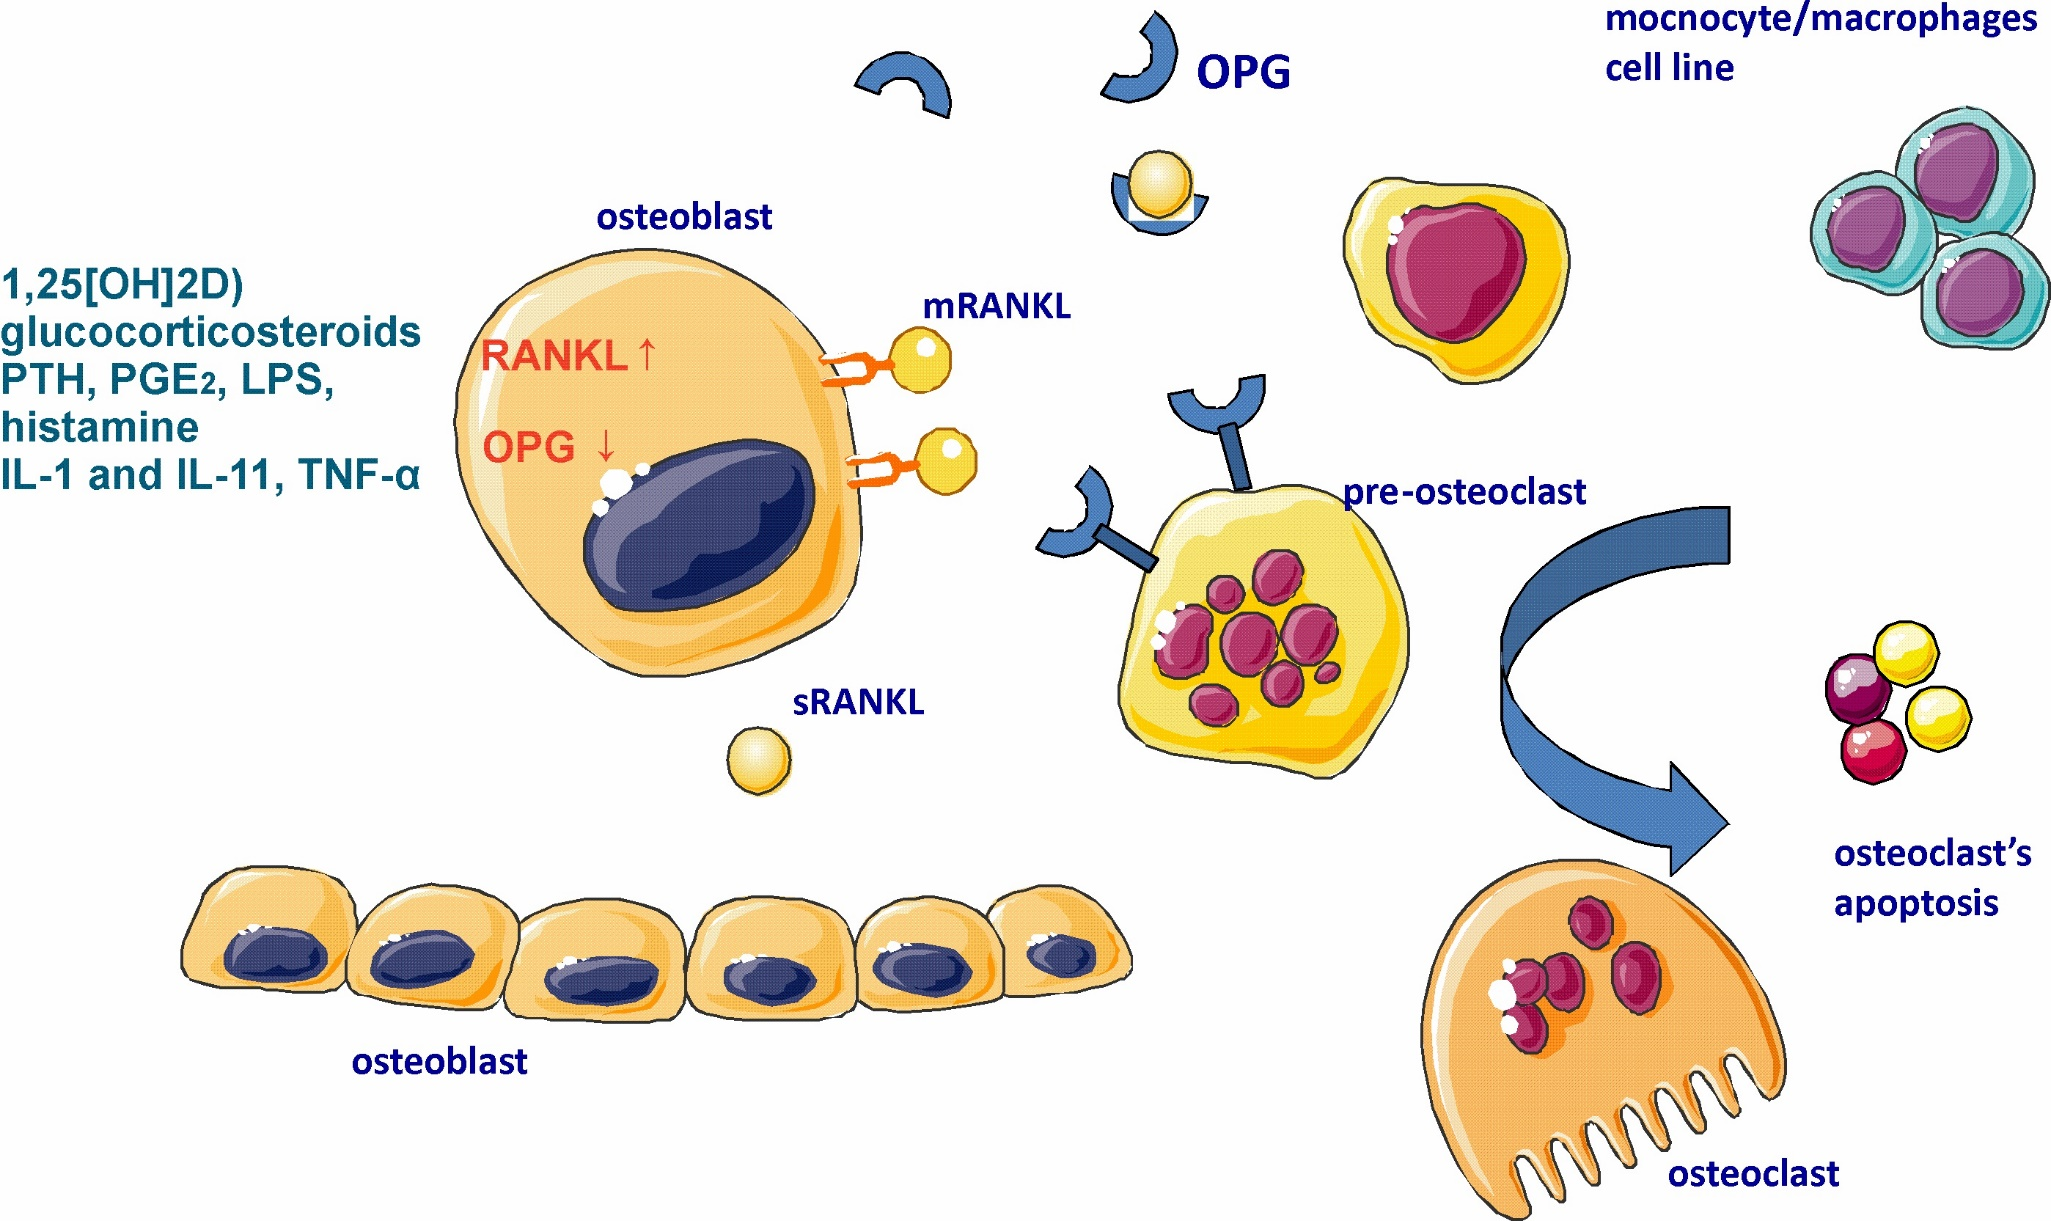 mocnocyte/macrophages
cell line
OPG
osteoblast
1,25[OH]2D)
glucocorticosteroids
PTH, PGE2, LPS,
histamine
IL-1 and IL-11, TNF-α
mRANKL
RANKL ↑
OPG ↓
pre-osteoclast
sRANKL
osteoclast’s
apoptosis
osteoblast
osteoclast